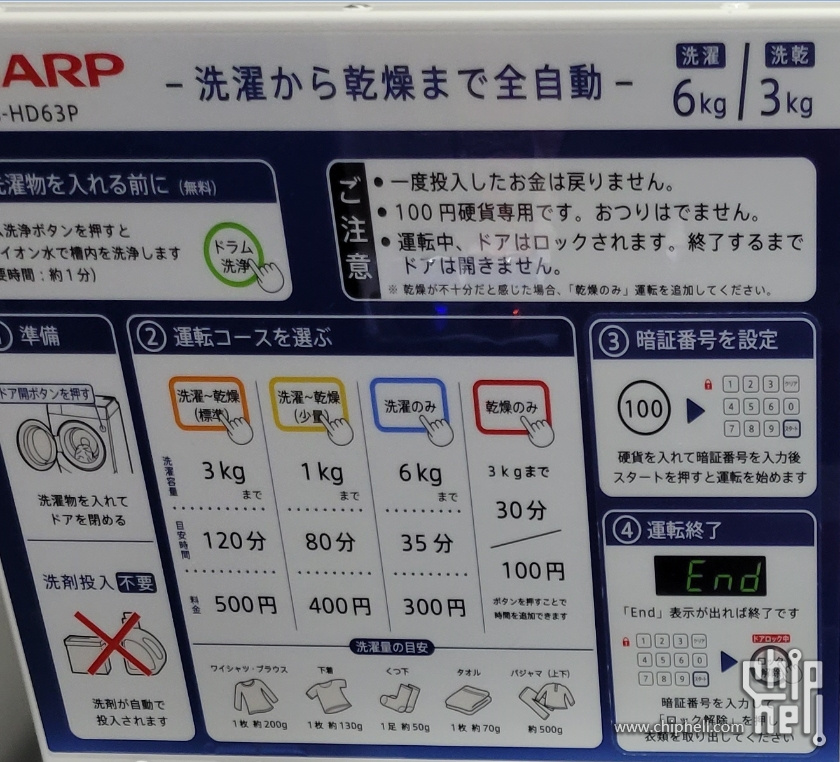 ARP
-HD63P
－洗濯から乾燥まで全自動－
洗濯 洗乾
6kg/3kg
洗濯物を入れる前に（無料）
ム洗浄ボタンを押すと
イオン水で槽内を洗浄します
要時間：約1分）
ドラム
洗浄
ご注意
・一度投入したお金は戻りません。
・100円硬貨専用です。おつりはでません。
・運転中、ドアはロックされます。終了するまで
ドアは開きません。
※ 乾燥が不十分だと感じた場合、「乾燥のみ」運転を追加してください。
① 準備
ドア開ボタンを押す
洗濯物を入れて
ドアを閉める
洗剤投入 不要
洗剤が自動で
投入されます
② 運転コースを選ぶ
洗濯~乾燥（標準） 洗濯~乾燥（少量） 洗濯のみ 乾燥のみ
洗濯容量 3kgまで 1kgまで 6kgまで 3kgまで
目安時間 120分 80分 35分 30分
料金 500円 400円 300円 100円
ボタンを押すことで
時間を追加できます
洗濯量の目安
ワイシャツ・ブラウス 下着 くつ下 タオル パジャマ（上下）
1枚 約200g 1枚 約130g 1足 約50g 1枚 約70g 約500g
③ 暗証番号を設定
100
1 2 3 クリア
4 5 6 0
7 8 9 スタート
硬貨を入れて暗証番号を入力後
スタートを押すと運転を始めます
④ 運転終了
End
「End」表示が出れば終了です
1 2 3 クリア
4 5 6 0
7 8 9 スタート
ドアロック中
暗証番号を入力し
「ロック解除」を押し
衣類を取り出してください
www.chiphell.com
chip
hell